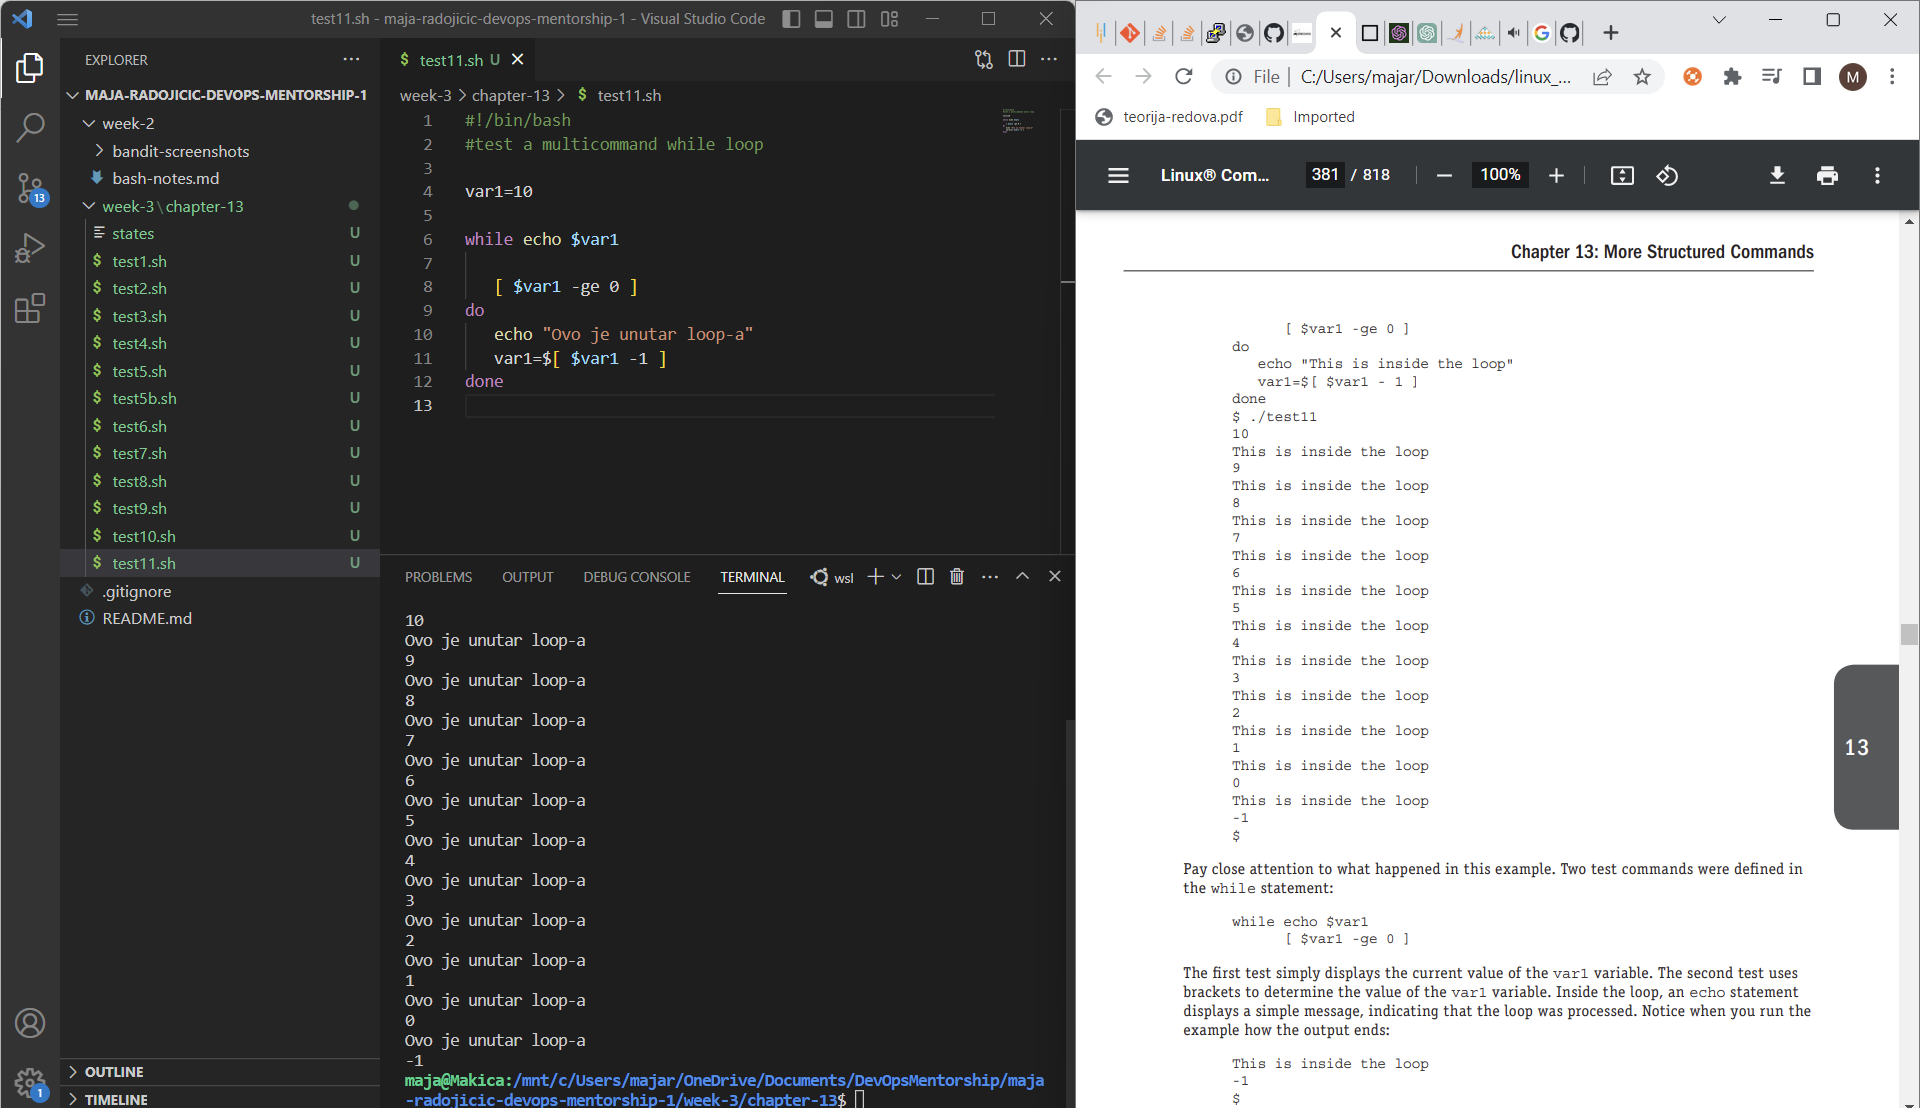 test11.sh - maja-radojicic-devops-mentorship-1 - Visual Studio Code
EXPLORER
MAJA-RADOJICIC-DEVOPS-MENTORSHIP-1
week-2
bandit-screenshots
bash-notes.md
week-3\chapter-13
states U
$ test1.sh U
$ test2.sh U
$ test3.sh U
$ test4.sh U
$ test5.sh U
$ test5b.sh U
$ test6.sh U
$ test7.sh U
$ test8.sh U
$ test9.sh U
$ test10.sh U
$ test11.sh U
.gitignore
README.md
OUTLINE
TIMELINE
13
1
$ test11.sh U
week-3 > chapter-13 > $ test11.sh
1 #!/bin/bash
2 #test a multicommand while loop
3
4 var1=10
5
6 while echo $var1
7
8 [ $var1 -ge 0 ]
9 do
10 echo "Ovo je unutar loop-a"
11 var1=$[ $var1 -1 ]
12 done
13
PROBLEMS OUTPUT DEBUG CONSOLE TERMINAL wsl
10
Ovo je unutar loop-a
9
Ovo je unutar loop-a
8
Ovo je unutar loop-a
7
Ovo je unutar loop-a
6
Ovo je unutar loop-a
5
Ovo je unutar loop-a
4
Ovo je unutar loop-a
3
Ovo je unutar loop-a
2
Ovo je unutar loop-a
1
Ovo je unutar loop-a
0
Ovo je unutar loop-a
-1
maja@Makica:/mnt/c/Users/majar/OneDrive/Documents/DevOpsMentorship/maja
-radojicic-devops-mentorship-1/week-3/chapter-13$
File | C:/Users/majar/Downloads/linux_...
M
teorija-redova.pdf Imported
Linux® Com... 381 / 818 100%
Chapter 13: More Structured Commands
[ $var1 -ge 0 ]
do
echo "This is inside the loop"
var1=$[ $var1 - 1 ]
done
$ ./test11
10
This is inside the loop
9
This is inside the loop
8
This is inside the loop
7
This is inside the loop
6
This is inside the loop
5
This is inside the loop
4
This is inside the loop
3
This is inside the loop
2
This is inside the loop
1
This is inside the loop
0
This is inside the loop
-1
$
13
Pay close attention to what happened in this example. Two test commands were defined in
the while statement:
while echo $var1
[ $var1 -ge 0 ]
The first test simply displays the current value of the var1 variable. The second test uses
brackets to determine the value of the var1 variable. Inside the loop, an echo statement
displays a simple message, indicating that the loop was processed. Notice when you run the
example how the output ends:
This is inside the loop
-1
$